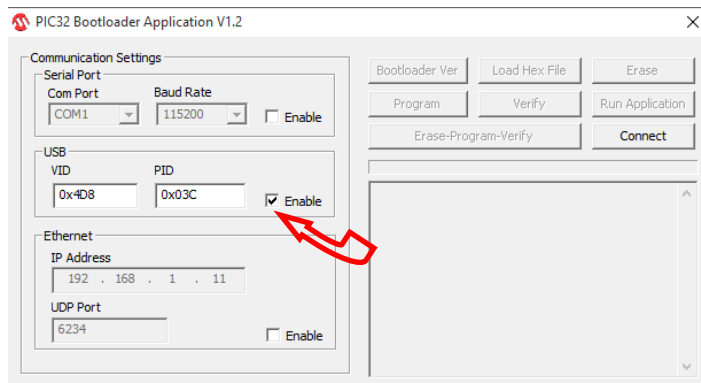 PIC32 Bootloader Application V1.2
Communication Settings
Serial Port
Com Port Baud Rate
COM1 115200 Enable
USB
VID PID
0x4D8 0x03C Enable
Ethernet
IP Address
192 . 168 . 1 . 11
UDP Port
6234 Enable
Bootloader Ver Load Hex File Erase
Program Verify Run Application
Erase-Program-Verify Connect